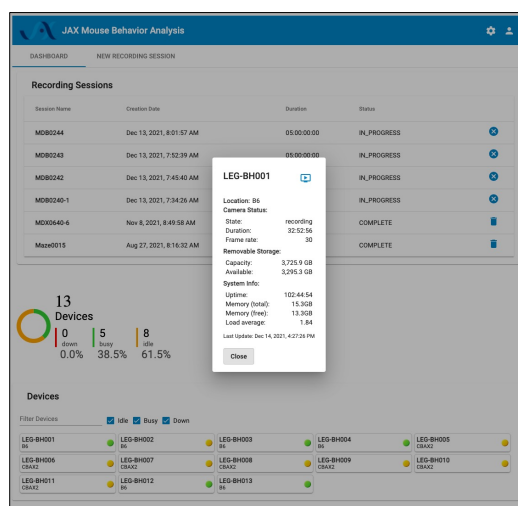 JAX Mouse Behavior Analysis
DASHBOARD NEW RECORDING SESSION
Recording Sessions
Session Name Creation Date Duration Status
MDB0244 Dec 13, 2021, 8:01:57 AM 05:00:00:00 IN_PROGRESS
MDB0243 Dec 13, 2021, 7:52:39 AM 05:00:00:00 IN_PROGRESS
MDB0242 Dec 13, 2021, 7:45:40 AM IN_PROGRESS
MDB0240-1 Dec 13, 2021, 7:34:26 AM IN_PROGRESS
MDX0640-6 Nov 8, 2021, 8:49:58 AM COMPLETE
Maze0015 Aug 27, 2021, 8:16:32 AM COMPLETE
LEG-BH001
Location: B6
Camera Status:
State: recording
Duration: 32:52:56
Frame rate: 30
Removable Storage:
Capacity: 3,725.9 GB
Available: 3,295.3 GB
System Info:
Uptime: 102:44:54
Memory (total): 15.3GB
Memory (free): 13.3GB
Load average: 1.84
Last Update: Dec 14, 2021, 4:27:26 PM
Close
13
Devices
0 5 8
down busy idle
0.0% 38.5% 61.5%
Devices
Filter Devices Idle Busy Down
LEG-BH001 LEG-BH002 LEG-BH003 LEG-BH004 LEG-BH005
B6 B6 B6 B6 CBAX2
LEG-BH006 LEG-BH007 LEG-BH008 LEG-BH009 LEG-BH010
CBAX2 CBAX2 CBAX2 CBAX2 CBAX2
LEG-BH011 LEG-BH012 LEG-BH013
CBAX2 B6 B6